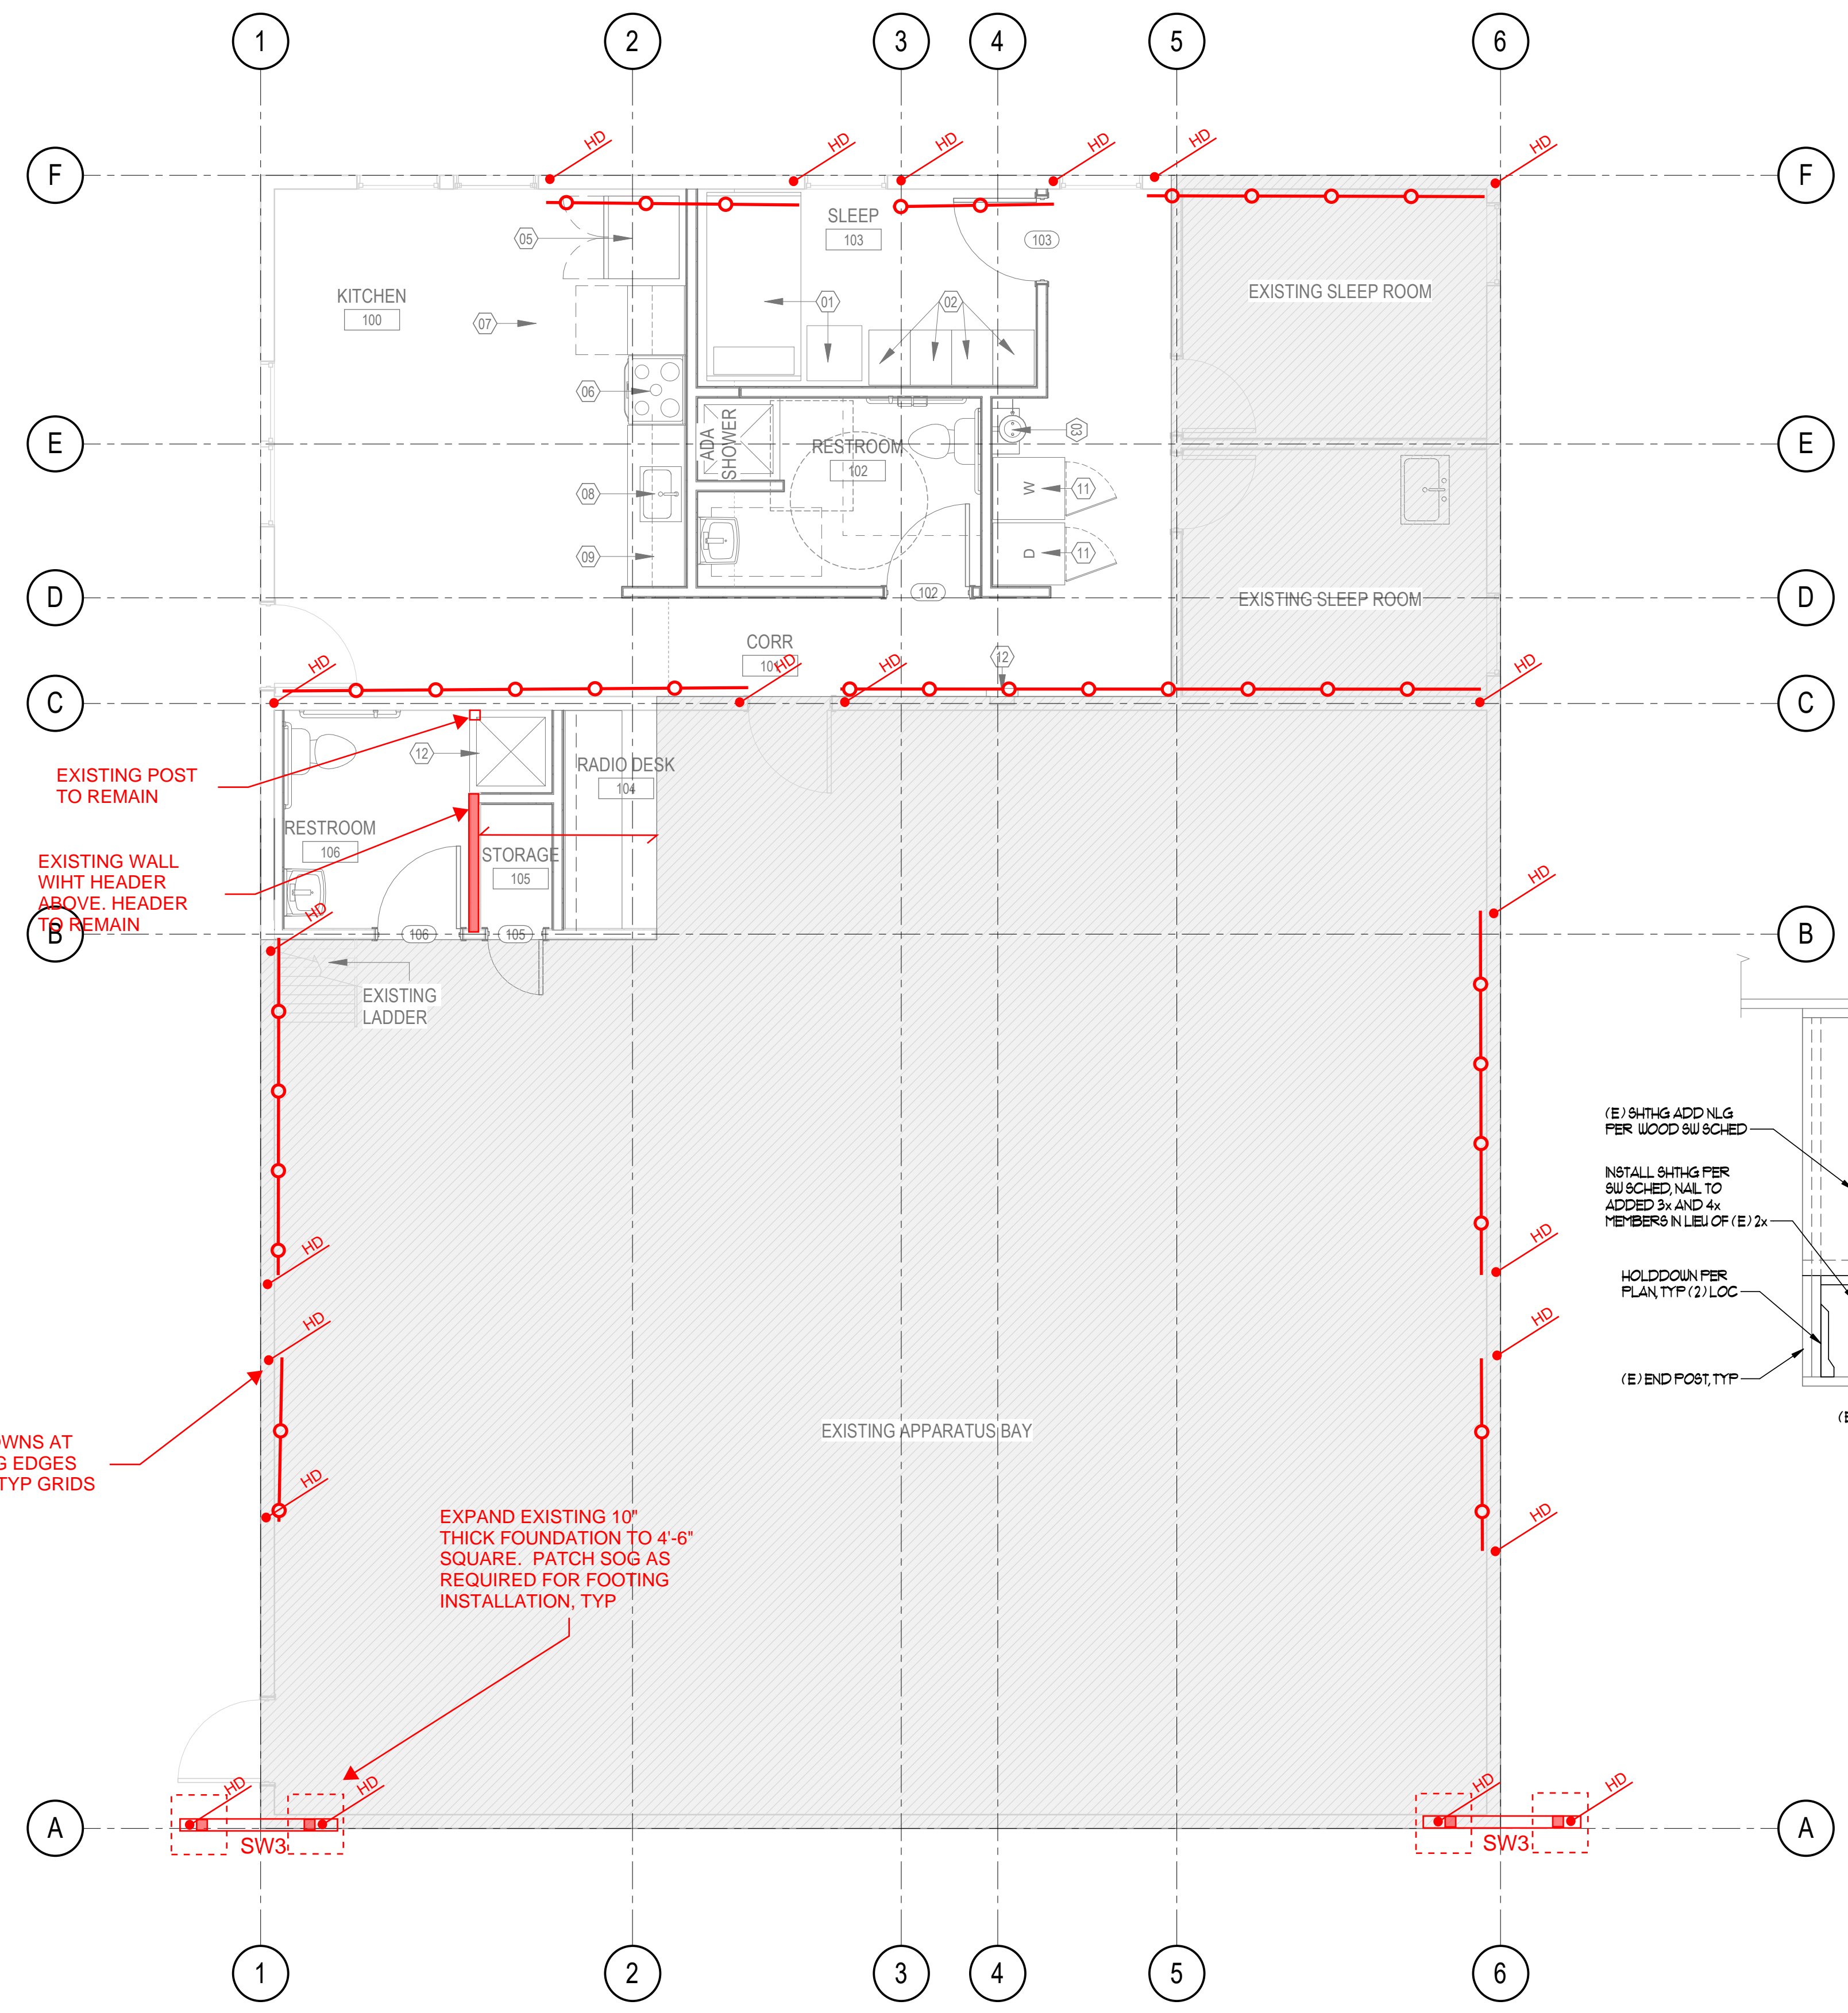 1
2
3
4
5
6
F
HD
HD
HD
HD
HD
HD
F
SLEEP
103
103
05
KITCHEN
100
07
01
02
EXISTING SLEEP ROOM
06
ADA
SHOWER
RESTROOM
102
03
E
E
08
W
11
09
D
11
D
102
EXISTING SLEEP ROOM
D
CORR
101
12
HD
HD
HD
HD
C
C
EXISTING POST
TO REMAIN
12
RADIO DESK
104
RESTROOM
106
STORAGE
105
EXISTING WALL
WIHT HEADER
ABOVE. HEADER
TO REMAIN
HD
HD
B
106
105
B
EXISTING
LADDER
(E) SHTHG ADD NLG
PER WOOD SW SCHED
INSTALL SHTHG PER
SW SCHED, NAIL TO
ADDED 3x AND 4x
MEMBERS IN LIEU OF (E) 2x
HD
HD
HOLDDOWN PER
PLAN, TYP (2) LOC
HD
HD
(E) END POST, TYP
(E
OWNS AT
G EDGES
TYP GRIDS
EXISTING APPARATUS BAY
HD
HD
EXPAND EXISTING 10"
THICK FOUNDATION TO 4'-6"
SQUARE. PATCH SOG AS
REQUIRED FOR FOOTING
INSTALLATION, TYP
HD
HD
HD
HD
A
SW3
SW3
A
1
2
3
4
5
6